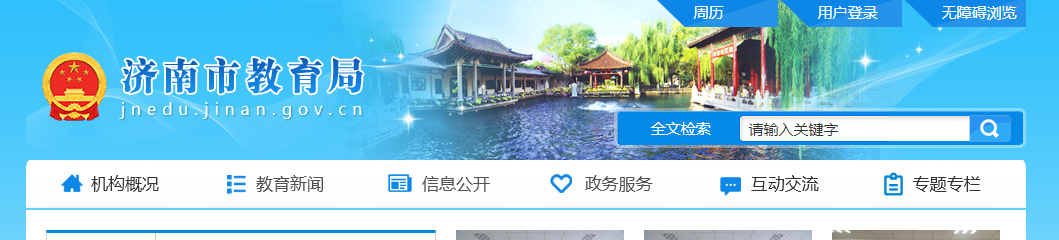 周历 用户登录 无障碍浏览
济南市教育局
jnedu.jinan.gov.cn
全文检索 请输入关键字
机构概况 教育新闻 信息公开 政务服务 互动交流 专题专栏